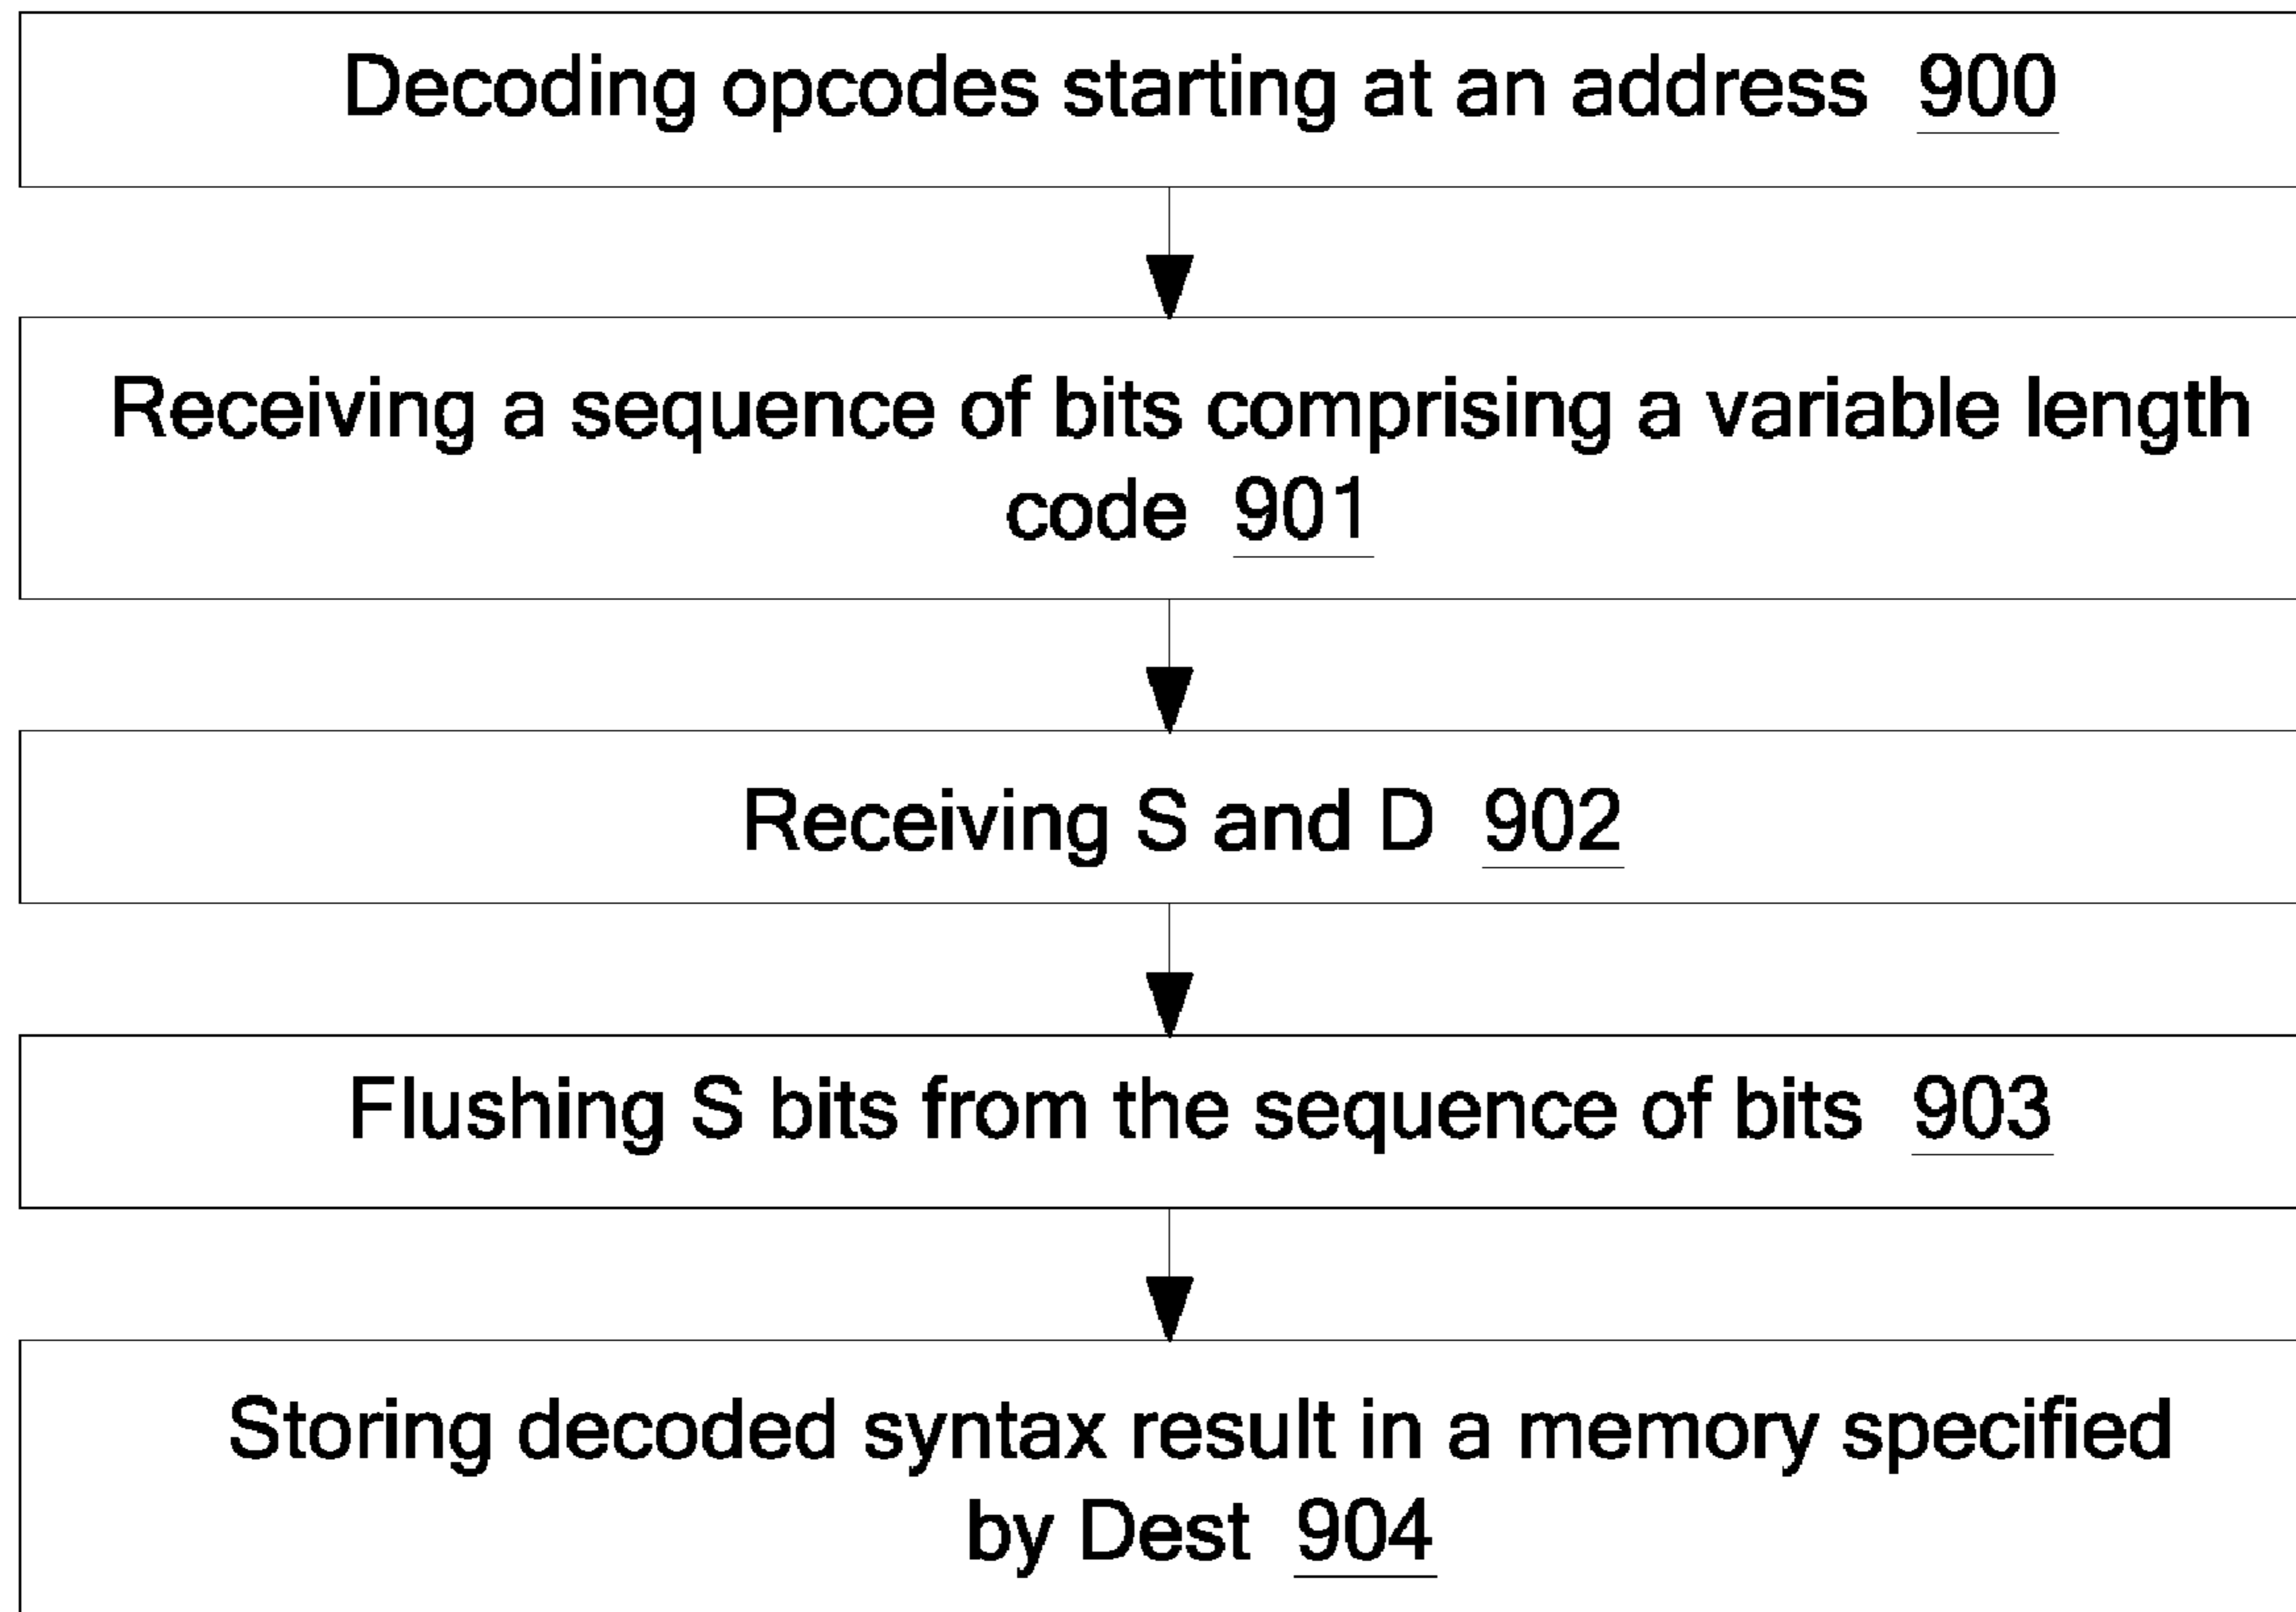 Decoding opcodes starting at an address 900
Receiving a sequence of bits comprising a variable length
code 901
Receiving S and D 902
Flushing S bits from the sequence of bits 903
Storing decoded syntax result in a memory specified
by Dest 904